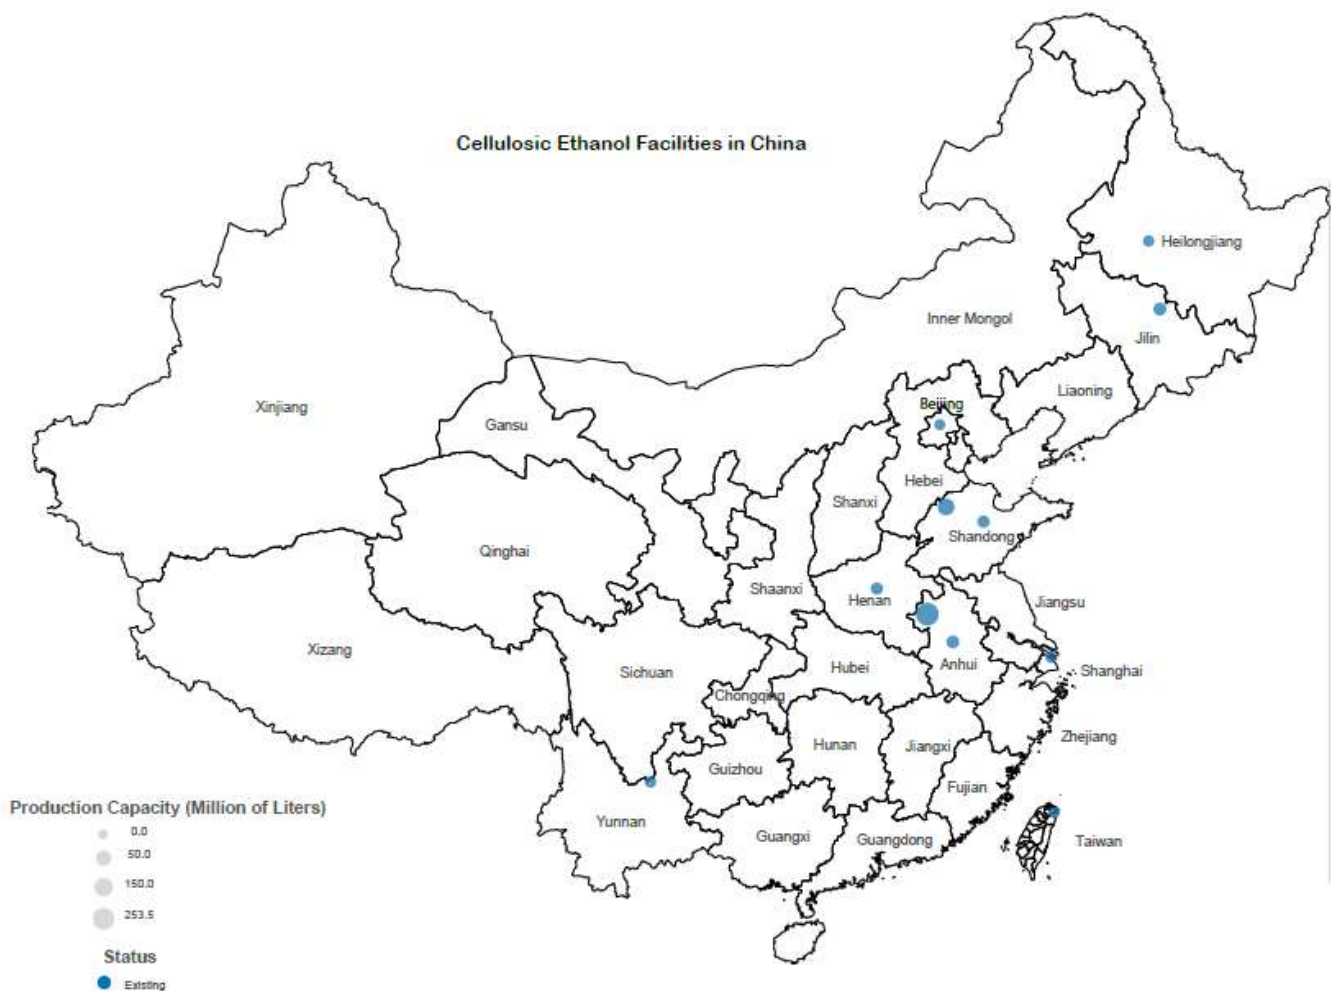 Cellulosic Ethanol Facilities in China
Heilongjiang
Inner Mongol
Jilin
Liaoning
Beijing
Xinjiang
Gansu
Hebei
Shanxi
Shandong
Qinghai
Shaanxi
Henan
Jiangsu
Xizang
Sichuan
Hubei
Anhui
Shanghai
Chongqing
Zhejiang
Hunan
Jiangxi
Guizhou
Fujian
Yunnan
Guangxi
Guangdong
Taiwan
Production Capacity (Million of Liters)
0.0
50.0
150.0
253.5
Status
Existing